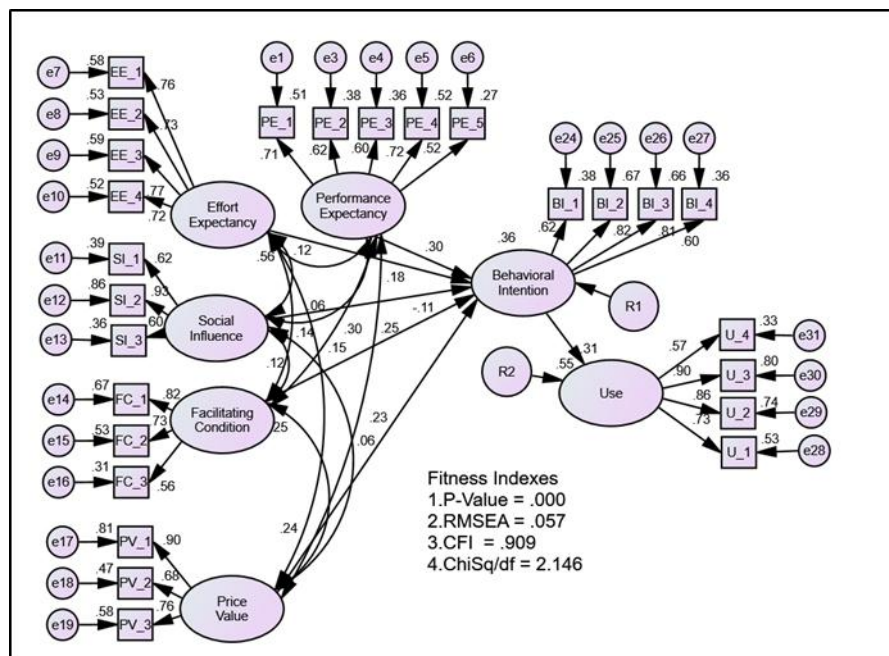 e7
.58
EE_1
.76
e8
.53
EE_2
.73
e9
.59
EE_3
.77
e10
.52
EE_4
.72
Effort
Expectancy
e1
e3
e4
e5
e6
.51
.38
.36
.52
.27
PE_1
PE_2
PE_3
PE_4
PE_5
.71
.62
.60
.72
.52
Performance
Expectancy
e24
e25
e26
e27
.38
.67
.66
.36
BI_1
BI_2
BI_3
BI_4
.62
.82
.81
.60
.36
Behavioral
Intention
R1
e11
.39
SI_1
.62
e12
.86
SI_2
.93
e13
.36
SI_3
.60
Social
Influence
.56
.12
.30
.18
.06
-.11
.14
.30
.25
.15
.12
.23
.06
.25
.24
e14
.67
FC_1
.82
e15
.53
FC_2
.73
e16
.31
FC_3
.56
Facilitating
Condition
R2
.55
.31
Use
.57
U_4
.33
e31
.90
U_3
.80
e30
.86
U_2
.74
e29
.73
U_1
.53
e28
e17
.81
PV_1
.90
e18
.47
PV_2
.68
e19
.58
PV_3
.76
Price
Value
Fitness Indexes
1.P-Value = .000
2.RMSEA = .057
3.CFI = .909
4.ChiSq/df = 2.146